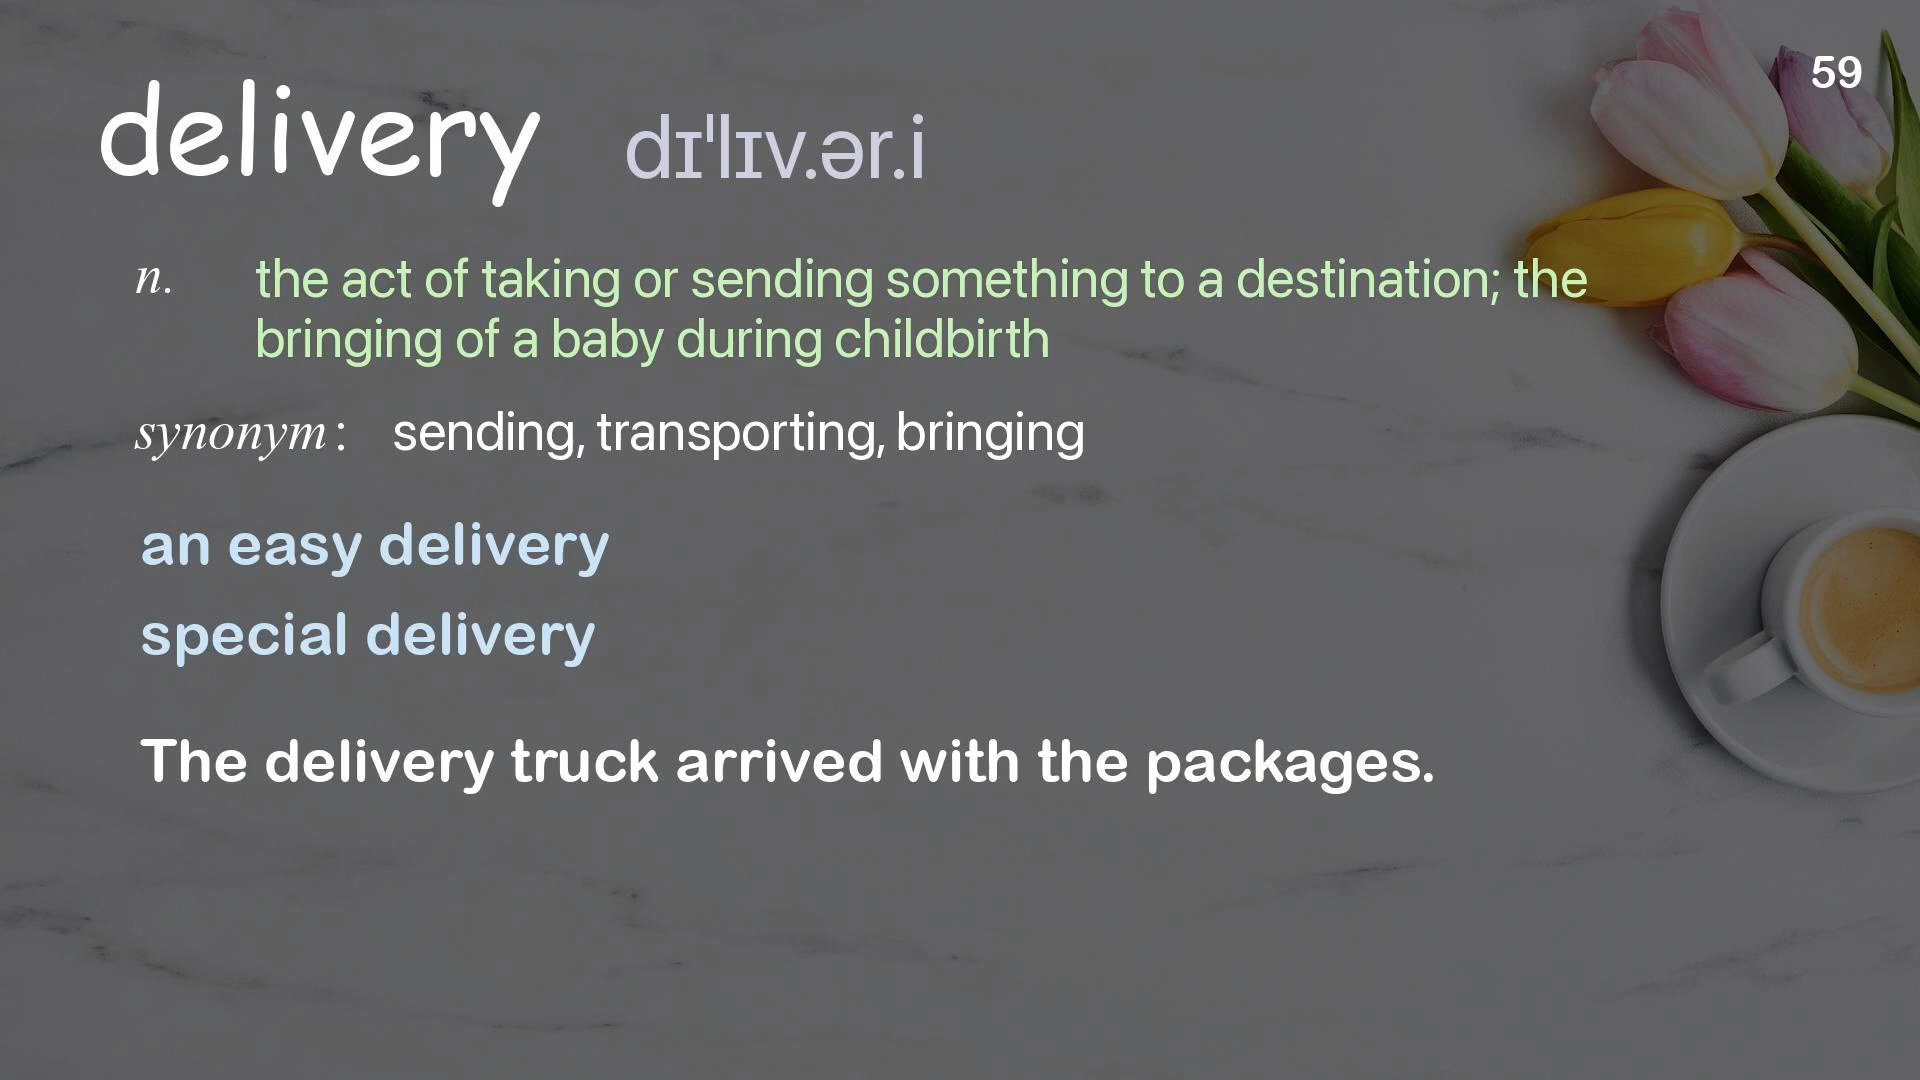 59
delivery dɪˈlɪv.ər.i
n. the act of taking or sending something to a destination; the
bringing of a baby during childbirth
synonym: sending, transporting, bringing
an easy delivery
special delivery
The delivery truck arrived with the packages.